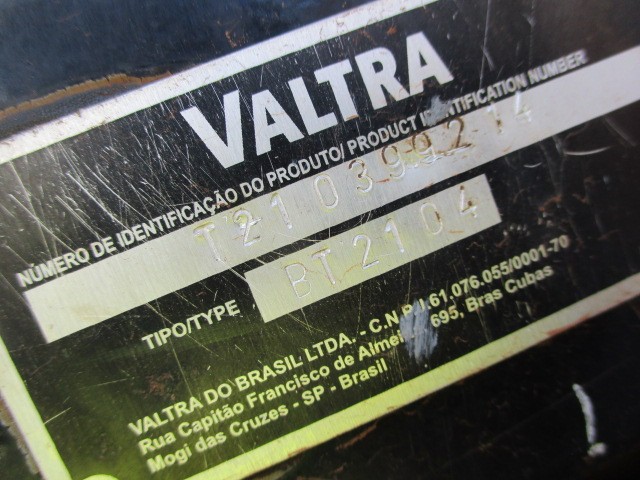 VALTRA
NÚMERO DE IDENTIFICAÇÃO DO PRODUTO/ PRODUCT IDENTIFICATION NUMBER
T210399214
TIPO/TYPE BT2104
VALTRA DO BRASIL LTDA. - C.N.P.J.61.076.055/0001-70
Rua Capitão Francisco de Almeida 695. Bras Cubas
Mogi das Cruzes - SP - Brasil